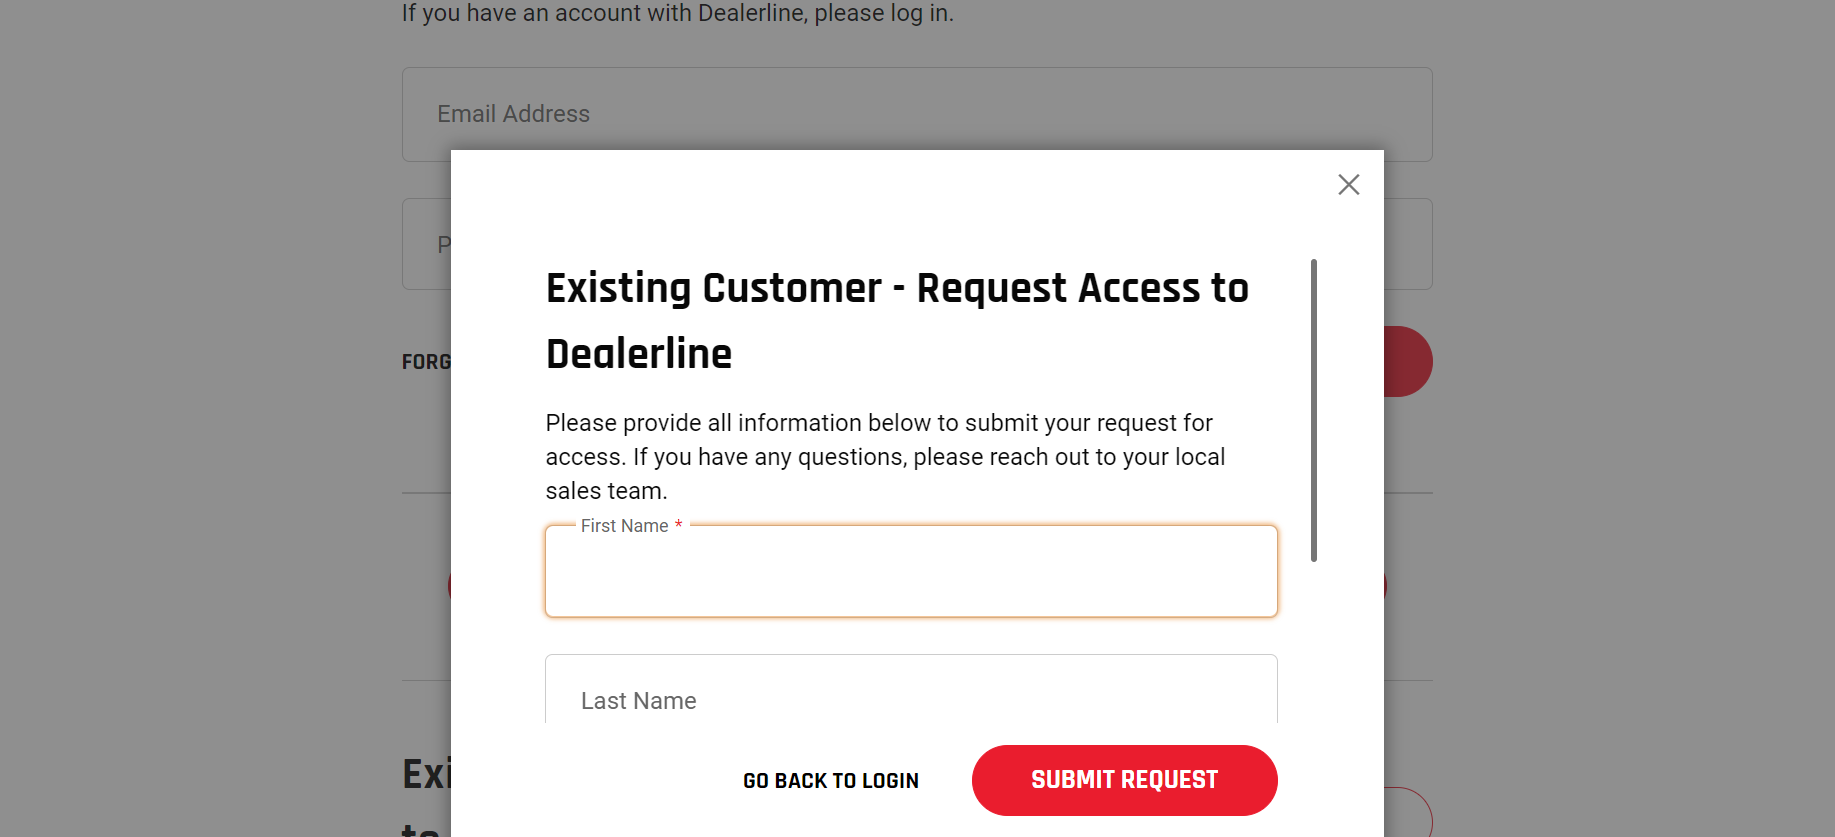 If you have an account with Dealerline, please log in.
Email Address
Existing Customer - Request Access to
Dealerline
Please provide all information below to submit your request for
access. If you have any questions, please reach out to your local
sales team.
First Name *
Last Name
GO BACK TO LOGIN
SUBMIT REQUEST